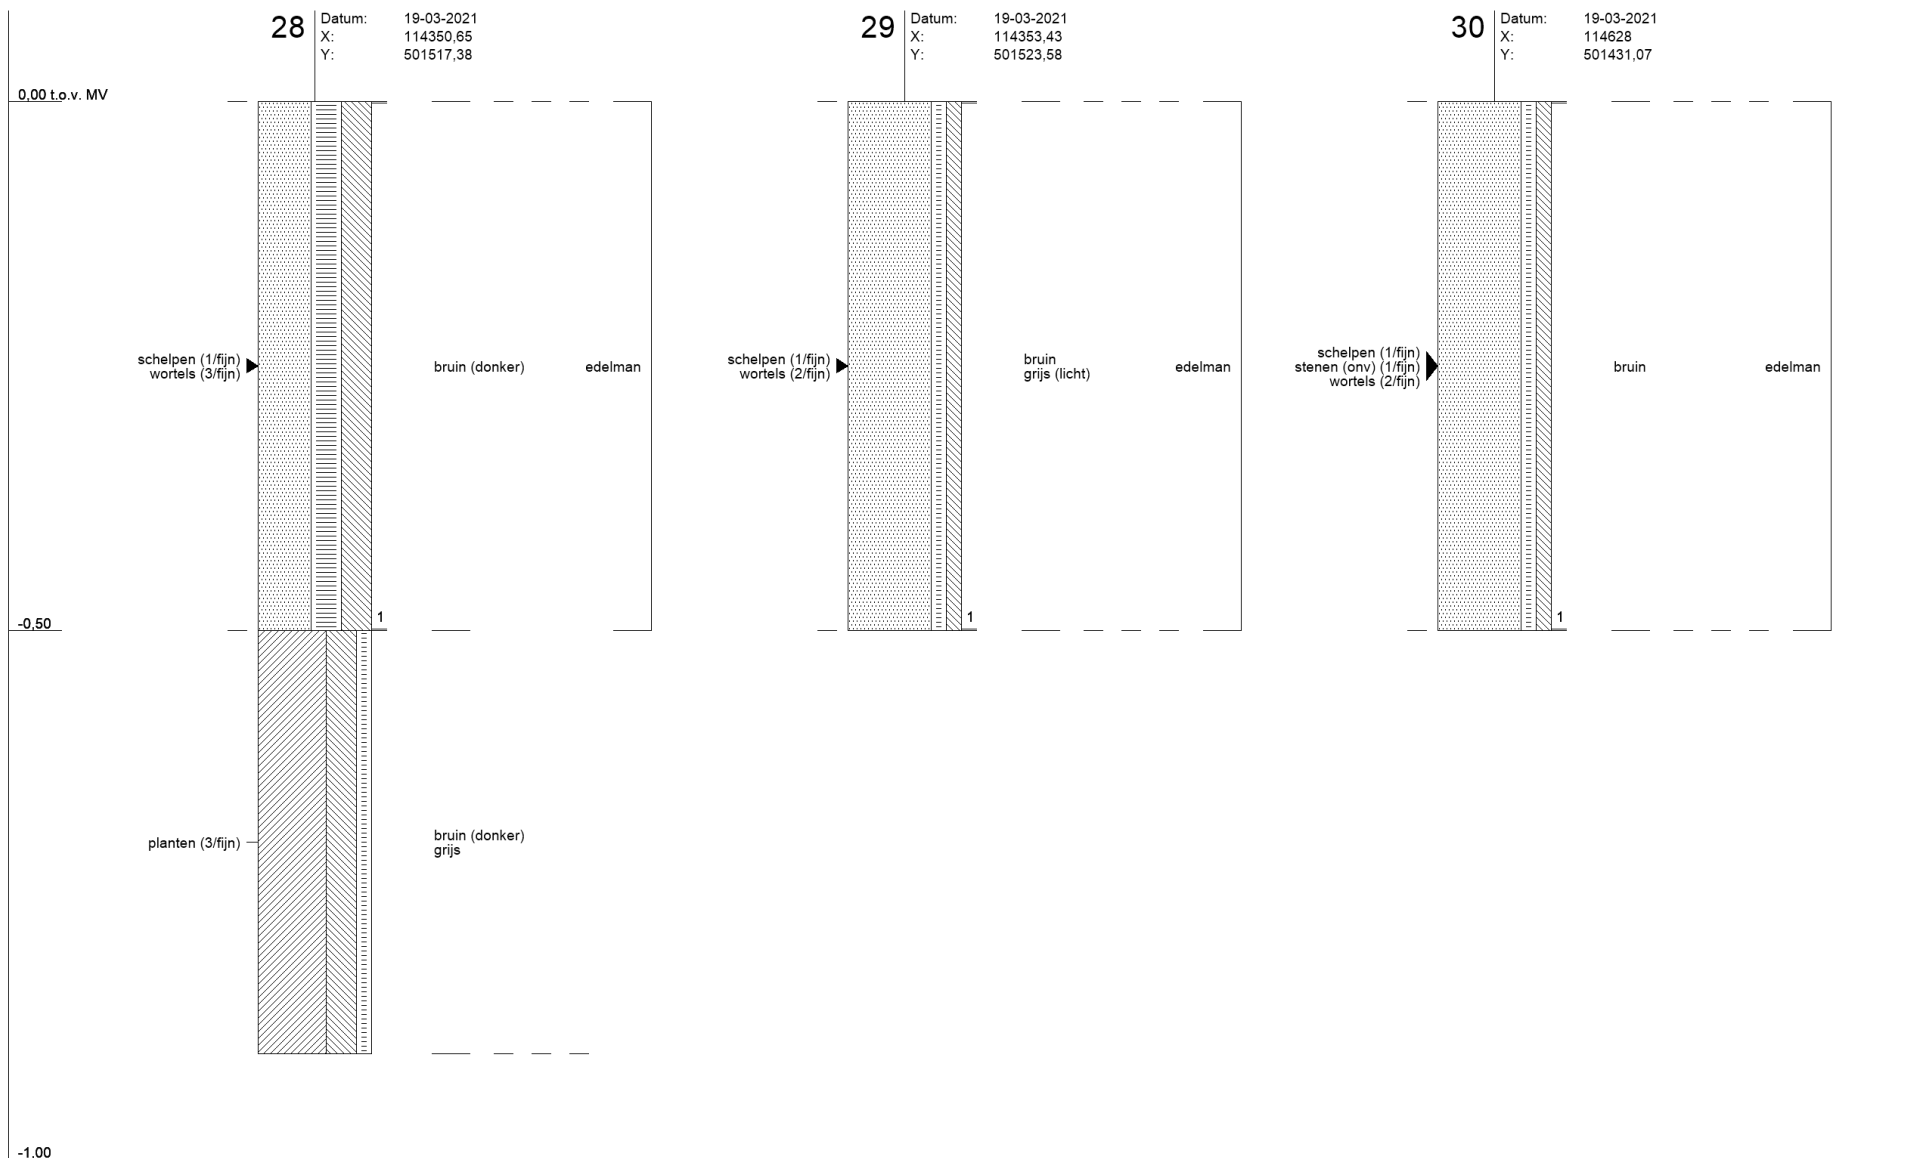 28
Datum: 19-03-2021
X: 114350,65
Y: 501517,38
29
Datum: 19-03-2021
X: 114353,43
Y: 501523,58
30
Datum: 19-03-2021
X: 114628
Y: 501431,07
0,00 t.o.v. MV
schelpen (1/fijn)
wortels (3/fijn)
bruin (donker)
edelman
1
schelpen (1/fijn)
wortels (2/fijn)
bruin
grijs (licht)
edelman
1
schelpen (1/fijn)
stenen (onv) (1/fijn)
wortels (2/fijn)
bruin
edelman
1
-0,50
planten (3/fijn)
bruin (donker)
grijs
-1,00